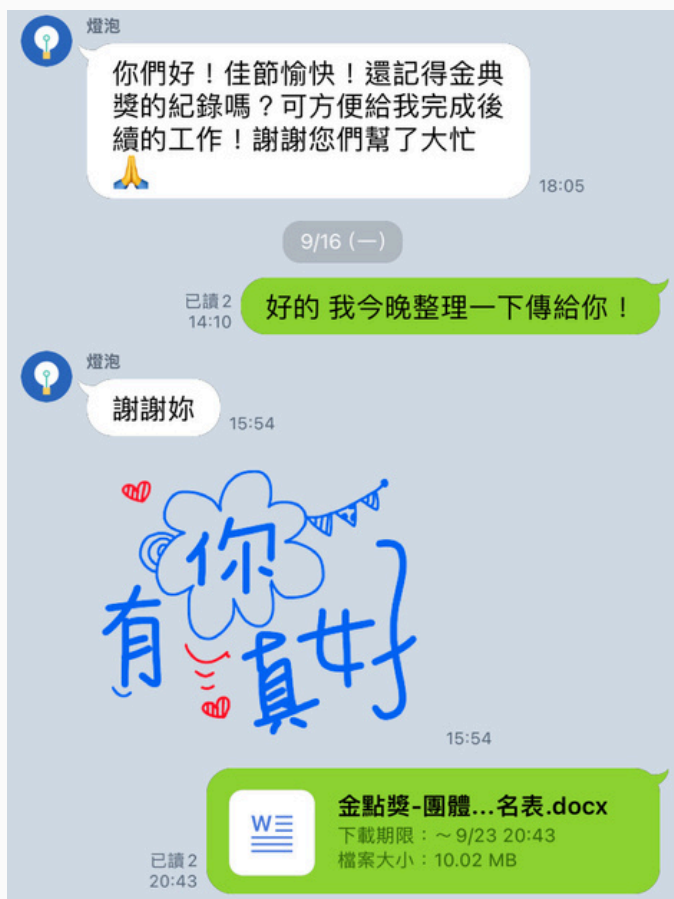 燈泡
你們好！佳節愉快！還記得金典
獎的紀錄嗎？可方便給我完成後
續的工作！謝謝您們幫了大忙
🙏
18:05
9/16 (一)
已讀 2
14:10
好的 我今晚整理一下傳給你！
燈泡
謝謝妳
15:54
有你真好
15:54
W
金點獎-團體...名表.docx
下載期限：～ 9/23 20:43
檔案大小：10.02 MB
已讀 2
20:43